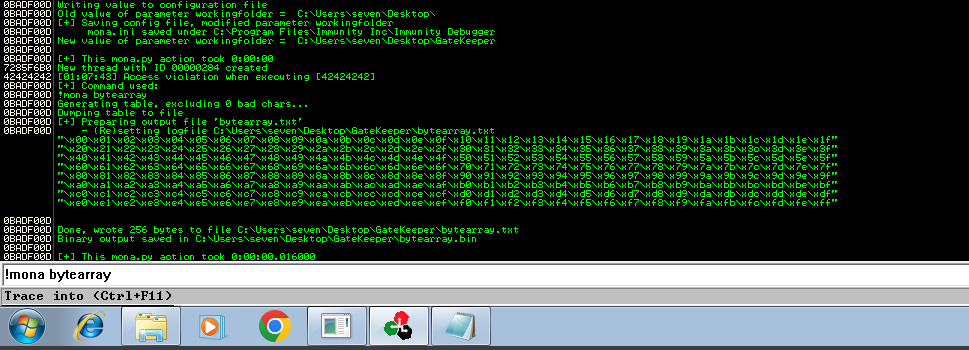 0BADF00D Writing value to configuration file
0BADF00D Old value of parameter workingfolder =  C:\Users\seven\Desktop\
0BADF00D [+] Saving config file, modified parameter workingfolder
0BADF00D     mona.ini saved under C:\Program Files\Immunity Inc\Immunity Debugger
0BADF00D New value of parameter workingfolder =  C:\Users\seven\Desktop\GateKeeper
0BADF00D
0BADF00D [+] This mona.py action took 0:00:00
7285F6B0 New thread with ID 00000284 created
42424242 [01:07:43] Access violation when executing [42424242]
0BADF00D [+] Command used:
0BADF00D !mona bytearray
0BADF00D Generating table, excluding 0 bad chars...
0BADF00D Dumping table to file
0BADF00D [+] Preparing output file 'bytearray.txt'
0BADF00D     - (Re)setting logfile C:\Users\seven\Desktop\GateKeeper\bytearray.txt
"\x00\x01\x02\x03\x04\x05\x06\x07\x08\x09\x0a\x0b\x0c\x0d\x0e\x0f\x10\x11\x12\x13\x14\x15\x16\x17\x18\x19\x1a\x1b\x1c\x1d\x1e\x1f"
"\x20\x21\x22\x23\x24\x25\x26\x27\x28\x29\x2a\x2b\x2c\x2d\x2e\x2f\x30\x31\x32\x33\x34\x35\x36\x37\x38\x39\x3a\x3b\x3c\x3d\x3e\x3f"
"\x40\x41\x42\x43\x44\x45\x46\x47\x48\x49\x4a\x4b\x4c\x4d\x4e\x4f\x50\x51\x52\x53\x54\x55\x56\x57\x58\x59\x5a\x5b\x5c\x5d\x5e\x5f"
"\x60\x61\x62\x63\x64\x65\x66\x67\x68\x69\x6a\x6b\x6c\x6d\x6e\x6f\x70\x71\x72\x73\x74\x75\x76\x77\x78\x79\x7a\x7b\x7c\x7d\x7e\x7f"
"\x80\x81\x82\x83\x84\x85\x86\x87\x88\x89\x8a\x8b\x8c\x8d\x8e\x8f\x90\x91\x92\x93\x94\x95\x96\x97\x98\x99\x9a\x9b\x9c\x9d\x9e\x9f"
"\xa0\xa1\xa2\xa3\xa4\xa5\xa6\xa7\xa8\xa9\xaa\xab\xac\xad\xae\xaf\xb0\xb1\xb2\xb3\xb4\xb5\xb6\xb7\xb8\xb9\xba\xbb\xbc\xbd\xbe\xbf"
"\xc0\xc1\xc2\xc3\xc4\xc5\xc6\xc7\xc8\xc9\xca\xcb\xcc\xcd\xce\xcf\xd0\xd1\xd2\xd3\xd4\xd5\xd6\xd7\xd8\xd9\xda\xdb\xdc\xdd\xde\xdf"
"\xe0\xe1\xe2\xe3\xe4\xe5\xe6\xe7\xe8\xe9\xea\xeb\xec\xed\xee\xef\xf0\xf1\xf2\xf3\xf4\xf5\xf6\xf7\xf8\xf9\xfa\xfb\xfc\xfd\xfe\xff"
0BADF00D
0BADF00D Done, wrote 256 bytes to file C:\Users\seven\Desktop\GateKeeper\bytearray.txt
0BADF00D Binary output saved in C:\Users\seven\Desktop\GateKeeper\bytearray.bin
0BADF00D
0BADF00D [+] This mona.py action took 0:00:00.016000
!mona bytearray
Trace into (Ctrl+F11)